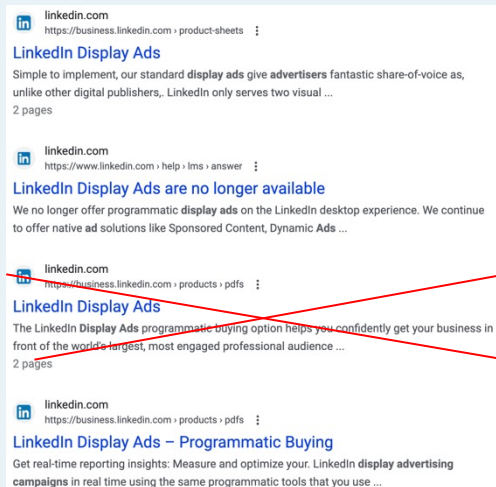 linkedin.com
https://business.linkedin.com › product-sheets
LinkedIn Display Ads
Simple to implement, our standard display ads give advertisers fantastic share-of-voice as,
unlike other digital publishers,. LinkedIn only serves two visual ...
2 pages
linkedin.com
https://www.linkedin.com › help › lms › answer
LinkedIn Display Ads are no longer available
We no longer offer programmatic display ads on the LinkedIn desktop experience. We continue
to offer native ad solutions like Sponsored Content, Dynamic Ads ...
linkedin.com
https://business.linkedin.com › products › pdfs
LinkedIn Display Ads
The LinkedIn Display Ads programmatic buying option helps you confidently get your business in
front of the world's largest, most engaged professional audience ...
2 pages
linkedin.com
https://business.linkedin.com › products › pdfs
LinkedIn Display Ads – Programmatic Buying
Get real-time reporting insights: Measure and optimize your. LinkedIn display advertising
campaigns in real time using the same programmatic tools that you use ...